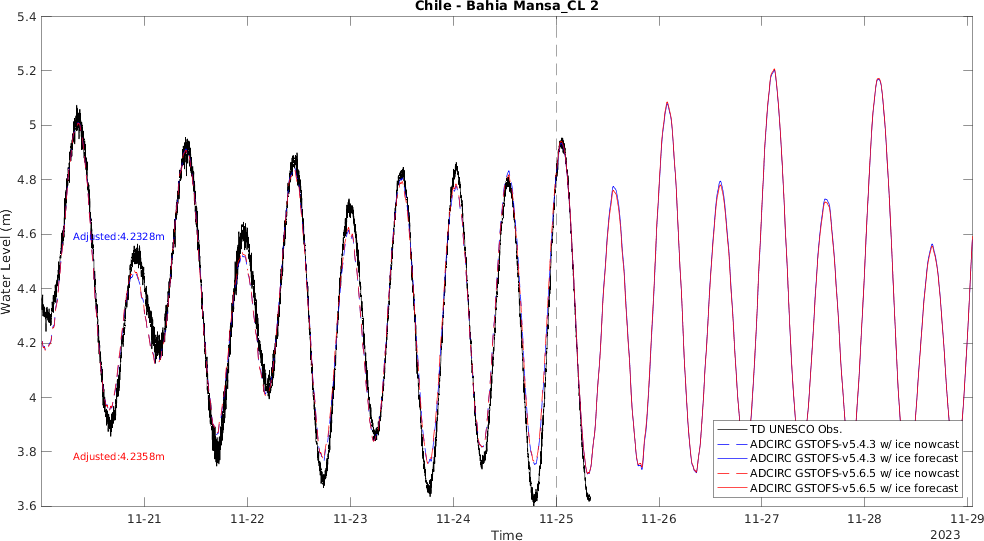 Chile - Bahia Mansa_CL 2
5.4
5.2
5
4.8
4.6
4.4
4.2
4
3.8
3.6
Water Level (m)
Adjusted:4.2328m
Adjusted:4.2358m
TD UNESCO Obs.
ADCIRC GSTOFS-v5.4.3 w/ ice nowcast
ADCIRC GSTOFS-v5.4.3 w/ ice forecast
ADCIRC GSTOFS-v5.6.5 w/ ice nowcast
ADCIRC GSTOFS-v5.6.5 w/ ice forecast
11-21 11-22 11-23 11-24 11-25 11-26 11-27 11-28 11-29
Time
2023